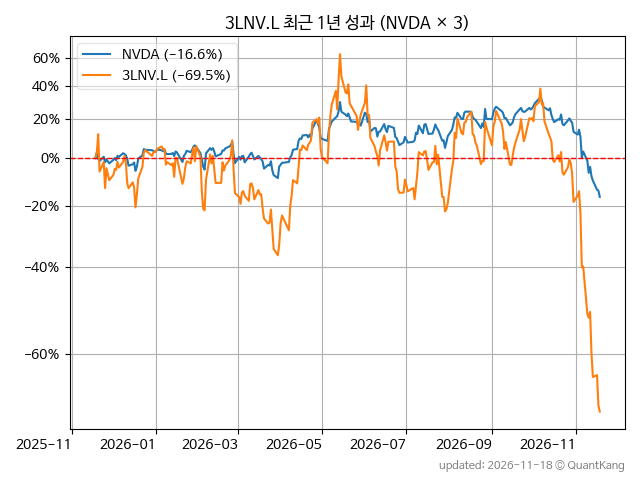 3LNV.L 최근 1년 성과 (NVDA × 3)
NVDA (−16.6%)
3LNV.L (−69.5%)
60%
40%
20%
0%
−20%
−40%
−60%
2025−11 2026−01 2026−03 2026−05 2026−07 2026−09 2026−11
updated: 2026−11−18 © QuantKang